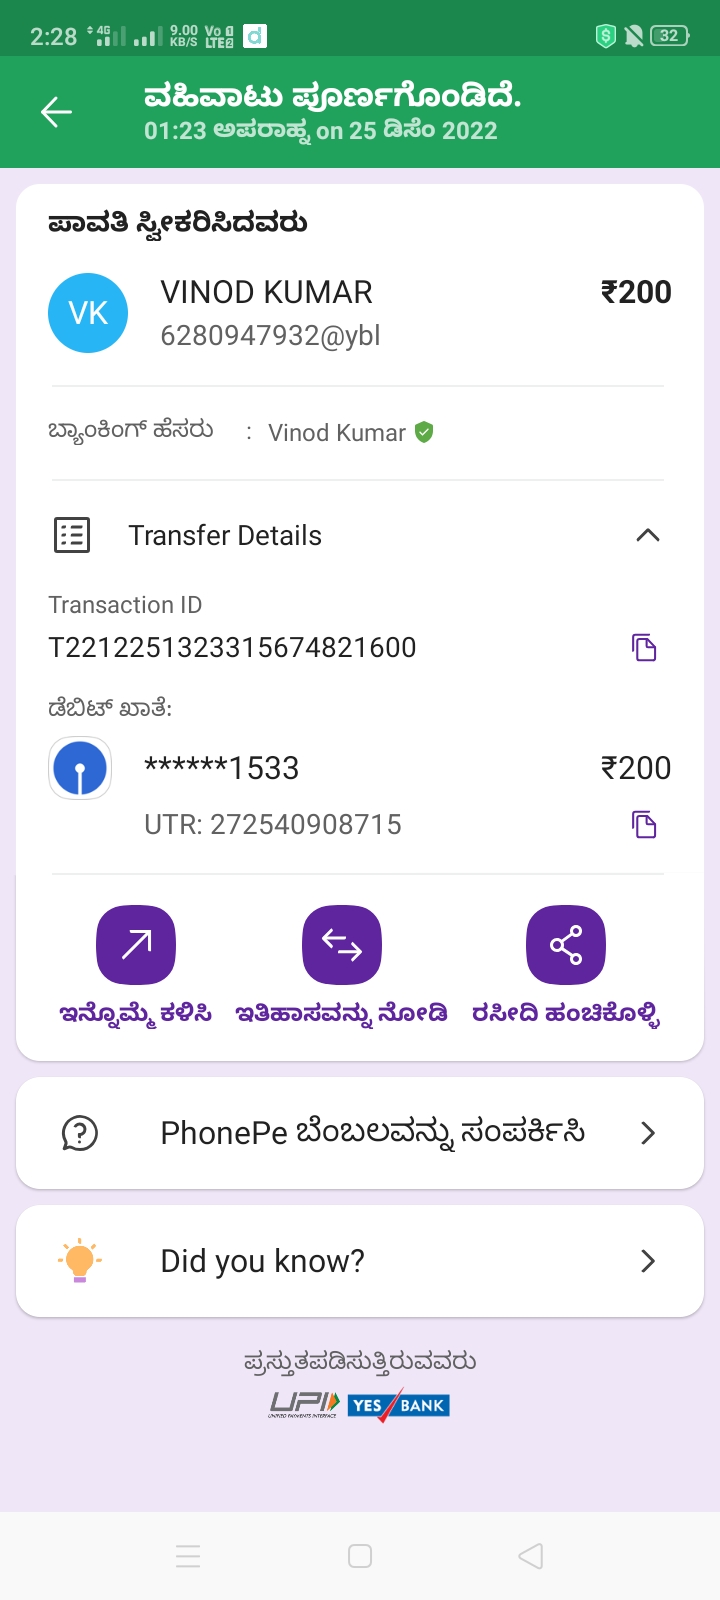 2:28 4G 9.00 KB/S Vo 1 LTE2 d 32
ವಹಿವಾಟು ಪೂರ್ಣಗೊಂಡಿದೆ.
01:23 ಅಪರಾಹ್ನ on 25 ಡಿಸೆಂ 2022
ಪಾವತಿ ಸ್ವೀಕರಿಸಿದವರು
VK VINOD KUMAR ₹200
6280947932@ybl
ಬ್ಯಾಂಕಿಂಗ್ ಹೆಸರು : Vinod Kumar
Transfer Details
Transaction ID
T2212251323315674821600
ಡೆಬಿಟ್ ಖಾತೆ:
******1533 ₹200
UTR: 272540908715
ಇನ್ನೊಮ್ಮೆ ಕಳಿಸಿ ಇತಿಹಾಸವನ್ನು ನೋಡಿ ರಸೀದಿ ಹಂಚಿಕೊಳ್ಳಿ
PhonePe ಬೆಂಬಲವನ್ನು ಸಂಪರ್ಕಿಸಿ
Did you know?
ಪ್ರಸ್ತುತಪಡಿಸುತ್ತಿರುವವರು
UPI YES BANK
UNIFIED PAYMENTS INTERFACE